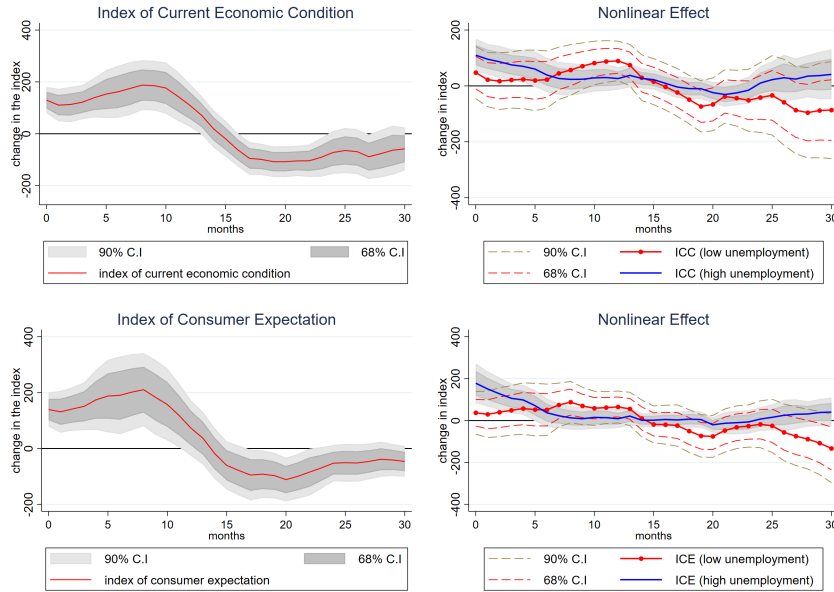 Index of Current Economic Condition
change in the index
400
200
0
-200
0 5 10 15 20 25 30
months
90% C.I 68% C.I
index of current economic condition
Nonlinear Effect
change in index
200
0
-200
-400
0 5 10 15 20 25 30
months
90% C.I ICC (low unemployment)
68% C.I ICC (high unemployment)
Index of Consumer Expectation
change in the index
400
200
0
-200
0 5 10 15 20 25 30
months
90% C.I 68% C.I
index of consumer expectation
Nonlinear Effect
change in index
400
200
0
-200
-400
0 5 10 15 20 25 30
months
90% C.I ICE (low unemployment)
68% C.I ICE (high unemployment)